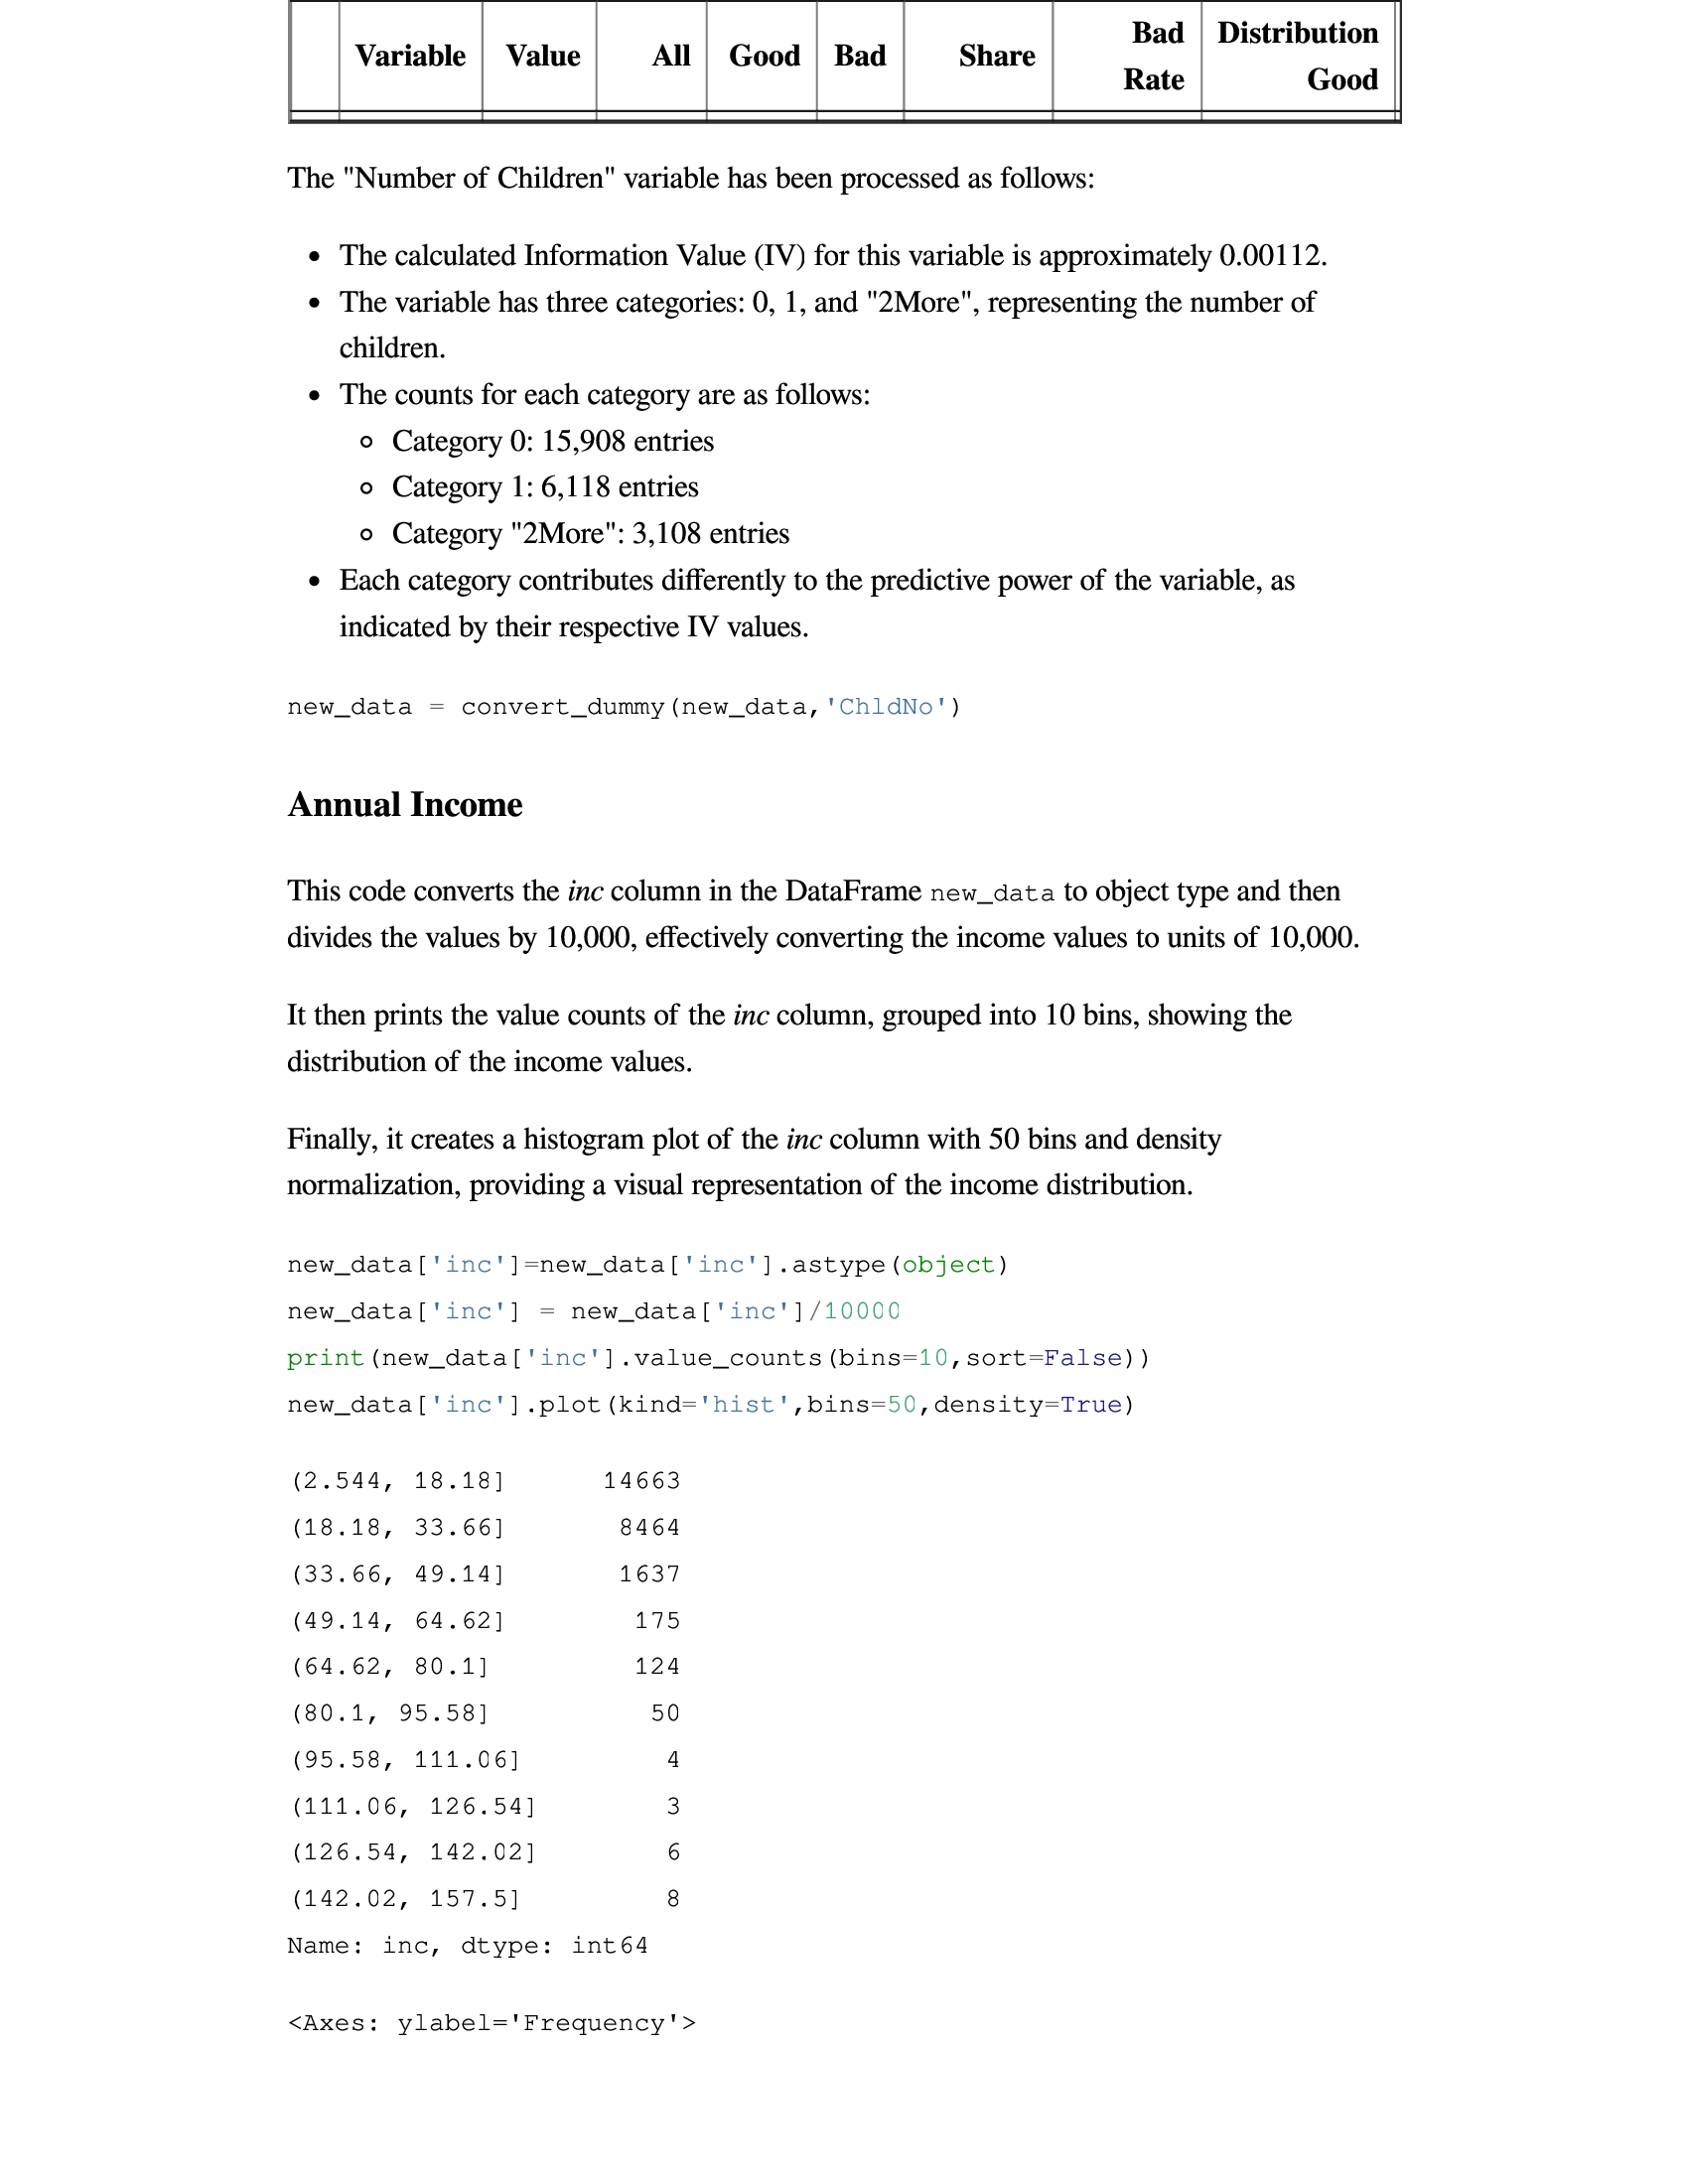 Variable Value All Good Bad Share Bad Rate Distribution Good
The "Number of Children" variable has been processed as follows:
• The calculated Information Value (IV) for this variable is approximately 0.00112.
• The variable has three categories: 0, 1, and "2More", representing the number of
children.
• The counts for each category are as follows:
◦ Category 0: 15,908 entries
◦ Category 1: 6,118 entries
◦ Category "2More": 3,108 entries
• Each category contributes differently to the predictive power of the variable, as
indicated by their respective IV values.
new_data = convert_dummy(new_data,'ChldNo')
Annual Income
This code converts the inc column in the DataFrame new_data to object type and then
divides the values by 10,000, effectively converting the income values to units of 10,000.
It then prints the value counts of the inc column, grouped into 10 bins, showing the
distribution of the income values.
Finally, it creates a histogram plot of the inc column with 50 bins and density
normalization, providing a visual representation of the income distribution.
new_data['inc']=new_data['inc'].astype(object)
new_data['inc'] = new_data['inc']/10000
print(new_data['inc'].value_counts(bins=10,sort=False))
new_data['inc'].plot(kind='hist',bins=50,density=True)
(2.544, 18.18] 14663
(18.18, 33.66] 8464
(33.66, 49.14] 1637
(49.14, 64.62] 175
(64.62, 80.1] 124
(80.1, 95.58] 50
(95.58, 111.06] 4
(111.06, 126.54] 3
(126.54, 142.02] 6
(142.02, 157.5] 8
Name: inc, dtype: int64
<Axes: ylabel='Frequency'>